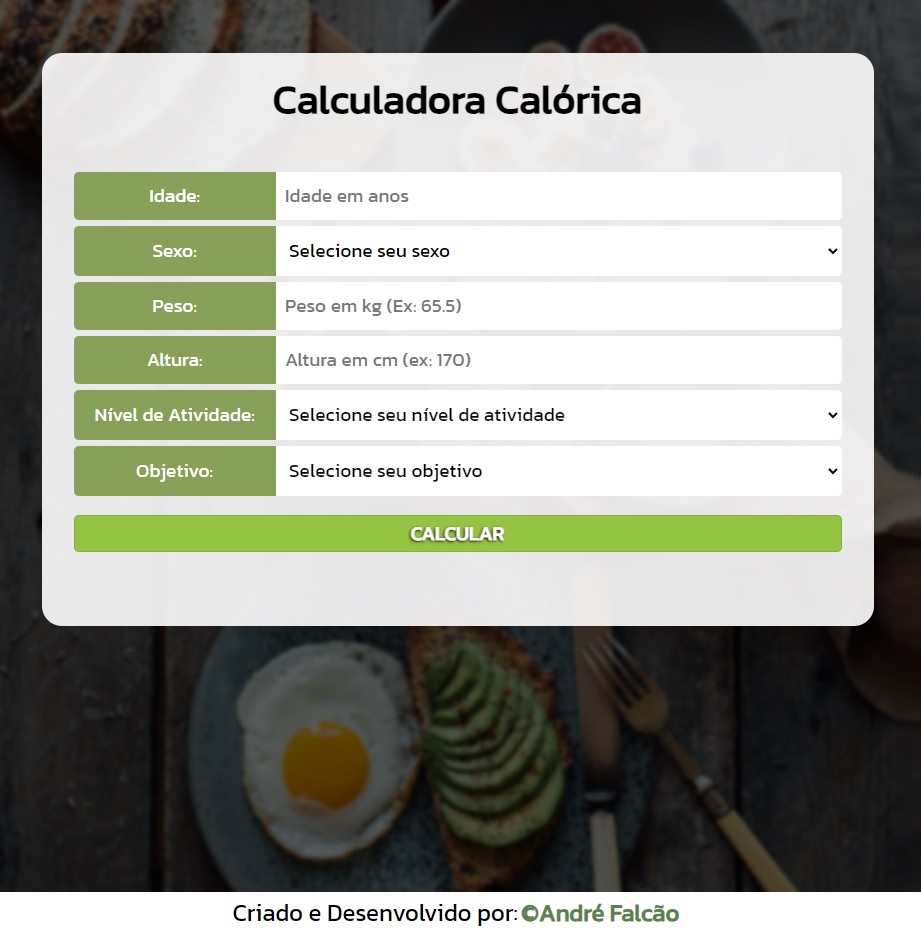 Calculadora Calórica
Idade: Idade em anos
Sexo: Selecione seu sexo
Peso: Peso em kg (Ex: 65.5)
Altura: Altura em cm (ex: 170)
Nível de Atividade: Selecione seu nível de atividade
Objetivo: Selecione seu objetivo
CALCULAR
Criado e Desenvolvido por: ©André Falcão